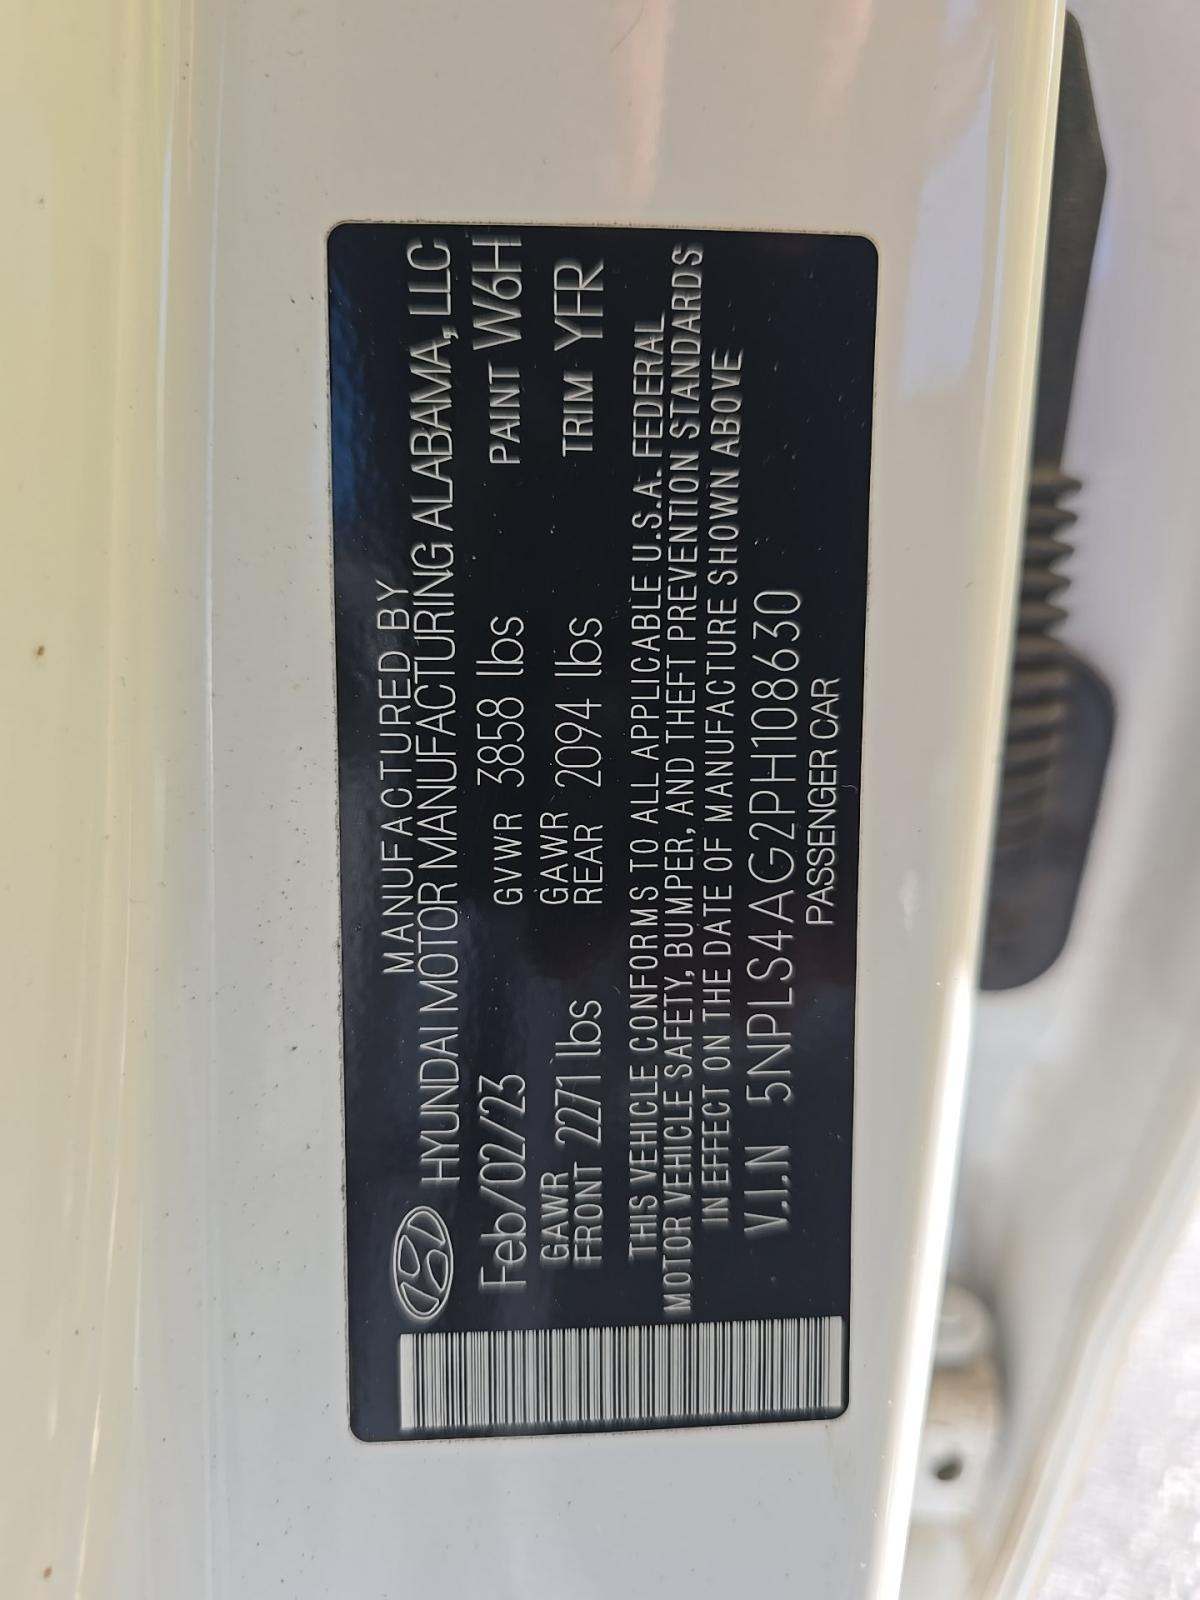 MANUFACTURED BY
HYUNDAI MOTOR MANUFACTURING ALABAMA, LLC
Feb/02/23 GVWR 3858 lbs PAINT W6H
GAWR FRONT 2271 lbs GAWR REAR 2094 lbs TRIM YFR
THIS VEHICLE CONFORMS TO ALL APPLICABLE U.S.A. FEDERAL
MOTOR VEHICLE SAFETY, BUMPER, AND THEFT PREVENTION STANDARDS
IN EFFECT ON THE DATE OF MANUFACTURE SHOWN ABOVE
V.I.N 5NPLS4AG2PH108630
PASSENGER CAR